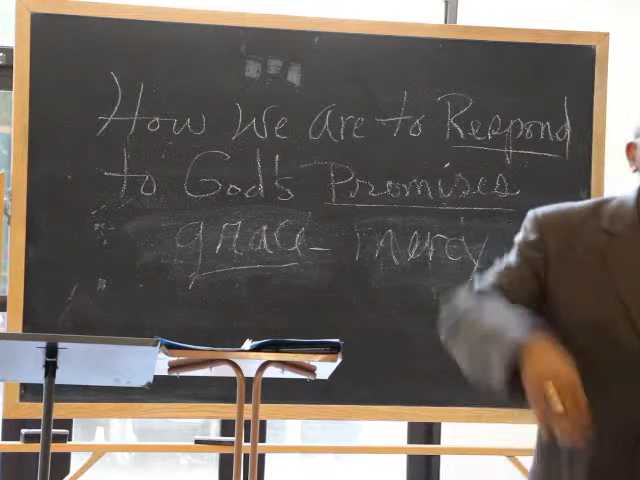 How We are to Respond
to God's Promises
grace - mercy